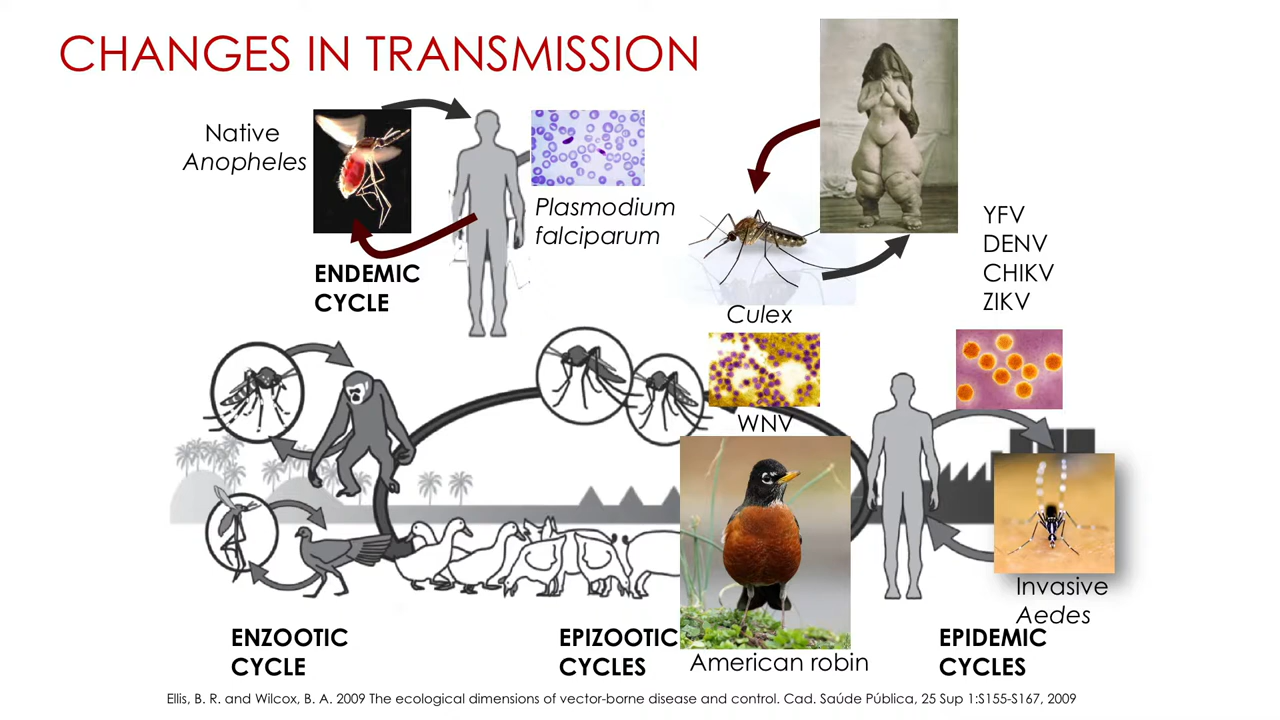 CHANGES IN TRANSMISSION
Native
Anopheles
Plasmodium
falciparum
ENDEMIC
CYCLE
YFV
DENV
CHIKV
ZIKV
Culex
WNV
Invasive
Aedes
ENZOOTIC
CYCLE
EPIZOOTIC
CYCLES
American robin
EPIDEMIC
CYCLES
Ellis, B. R. and Wilcox, B. A. 2009 The ecological dimensions of vector-borne disease and control. Cad. Saúde Pública, 25 Sup 1:S155-S167, 2009